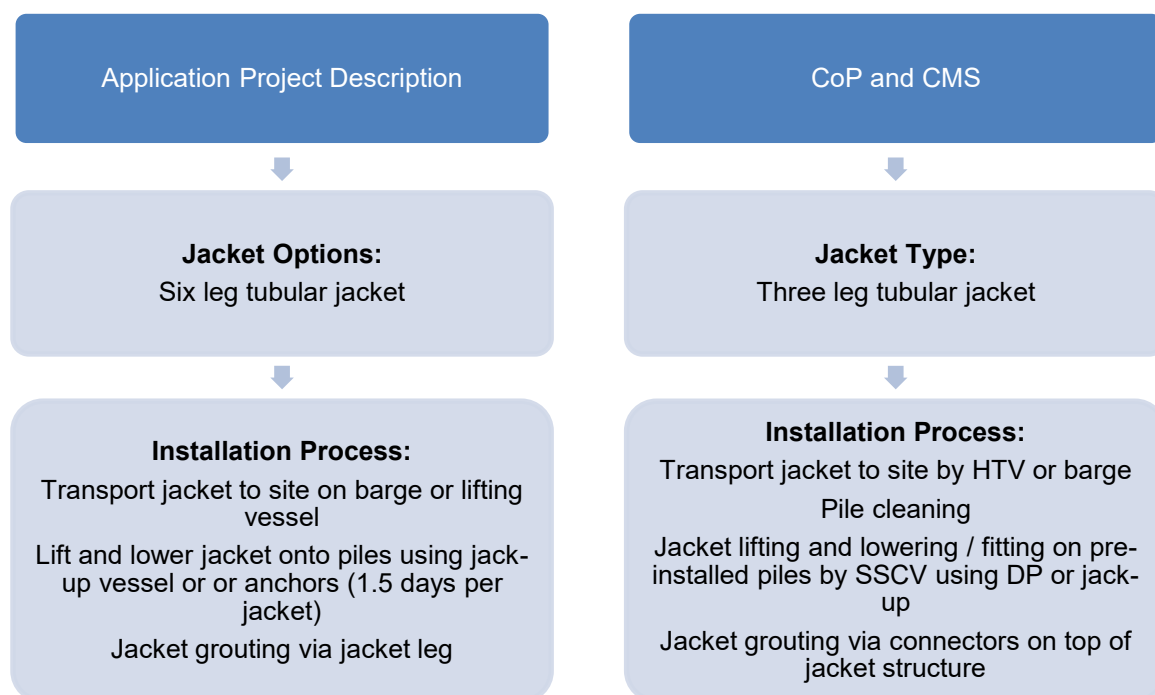 Application Project Description
Jacket Options:
Six leg tubular jacket
Installation Process:
Transport jacket to site on barge or lifting
vessel
Lift and lower jacket onto piles using jack-
up vessel or or anchors (1.5 days per
jacket)
Jacket grouting via jacket leg
CoP and CMS
Jacket Type:
Three leg tubular jacket
Installation Process:
Transport jacket to site by HTV or barge
Pile cleaning
Jacket lifting and lowering / fitting on pre-
installed piles by SSCV using DP or jack-
up
Jacket grouting via connectors on top of
jacket structure